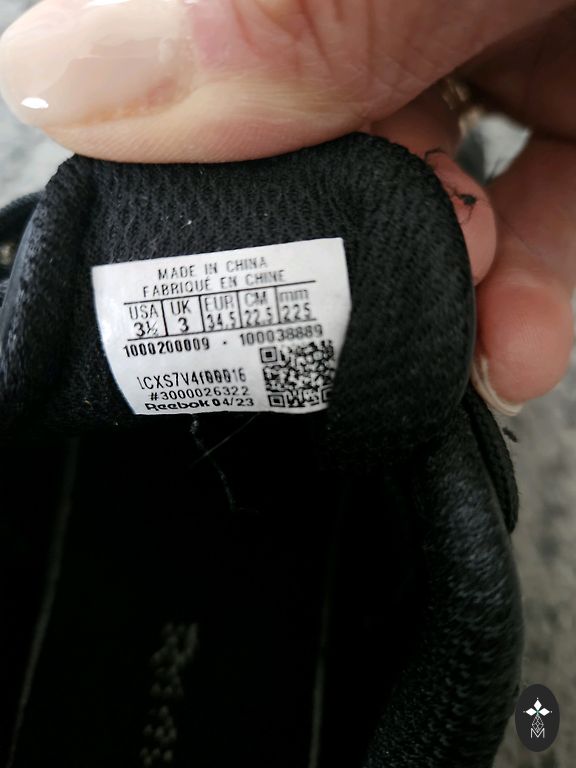 MADE IN CHINA
FABRIQUÉ EN CHINE
USA UK EUR CM mm
3½ 3 34.5 22.5 225
1000200009 · 100038889
LCXS7V4f00016
#3000026322
Reebok 04/23
M